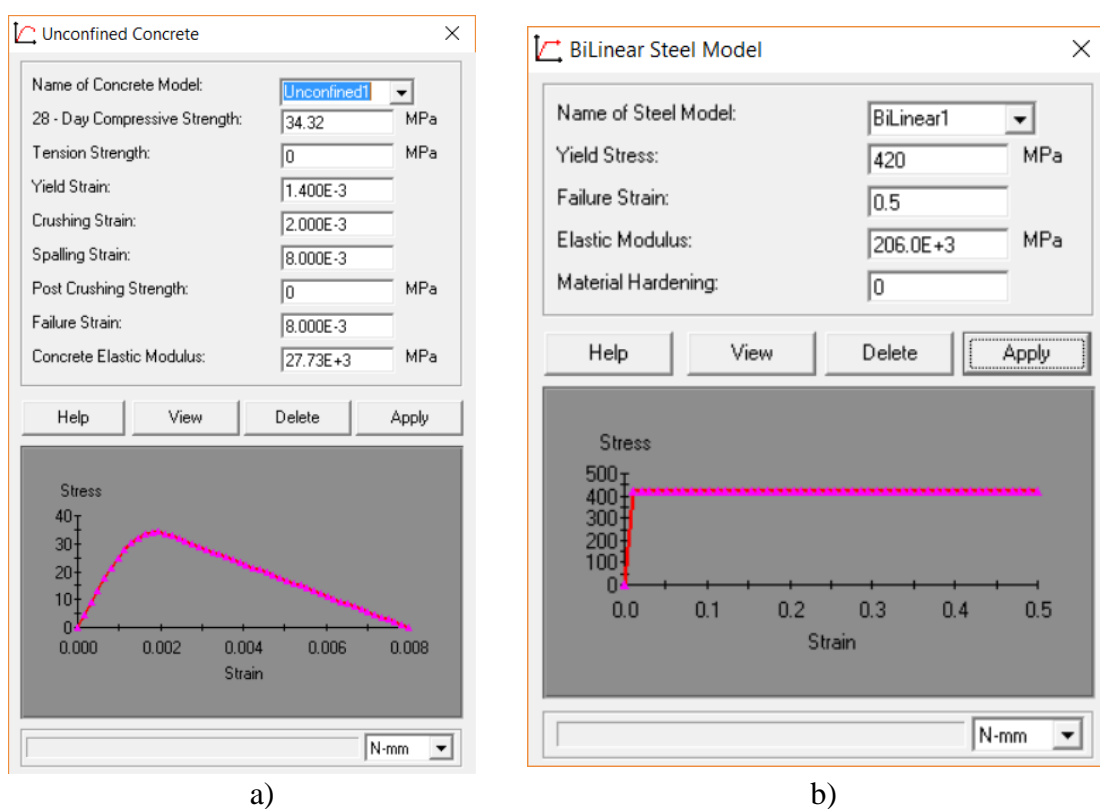 Unconfined Concrete
Name of Concrete Model: Unconfined1
28 - Day Compressive Strength: 34.32 MPa
Tension Strength: 0 MPa
Yield Strain: 1.400E-3
Crushing Strain: 2.000E-3
Spalling Strain: 8.000E-3
Post Crushing Strength: 0 MPa
Failure Strain: 8.000E-3
Concrete Elastic Modulus: 27.73E+3 MPa
Help View Delete Apply
Stress
40
30
20
10
0
0.000 0.002 0.004 0.006 0.008
Strain
N-mm
a)
BiLinear Steel Model
Name of Steel Model: BiLinear1
Yield Stress: 420 MPa
Failure Strain: 0.5
Elastic Modulus: 206.0E+3 MPa
Material Hardening: 0
Help View Delete Apply
Stress
500
400
300
200
100
0
0.0 0.1 0.2 0.3 0.4 0.5
Strain
N-mm
b)